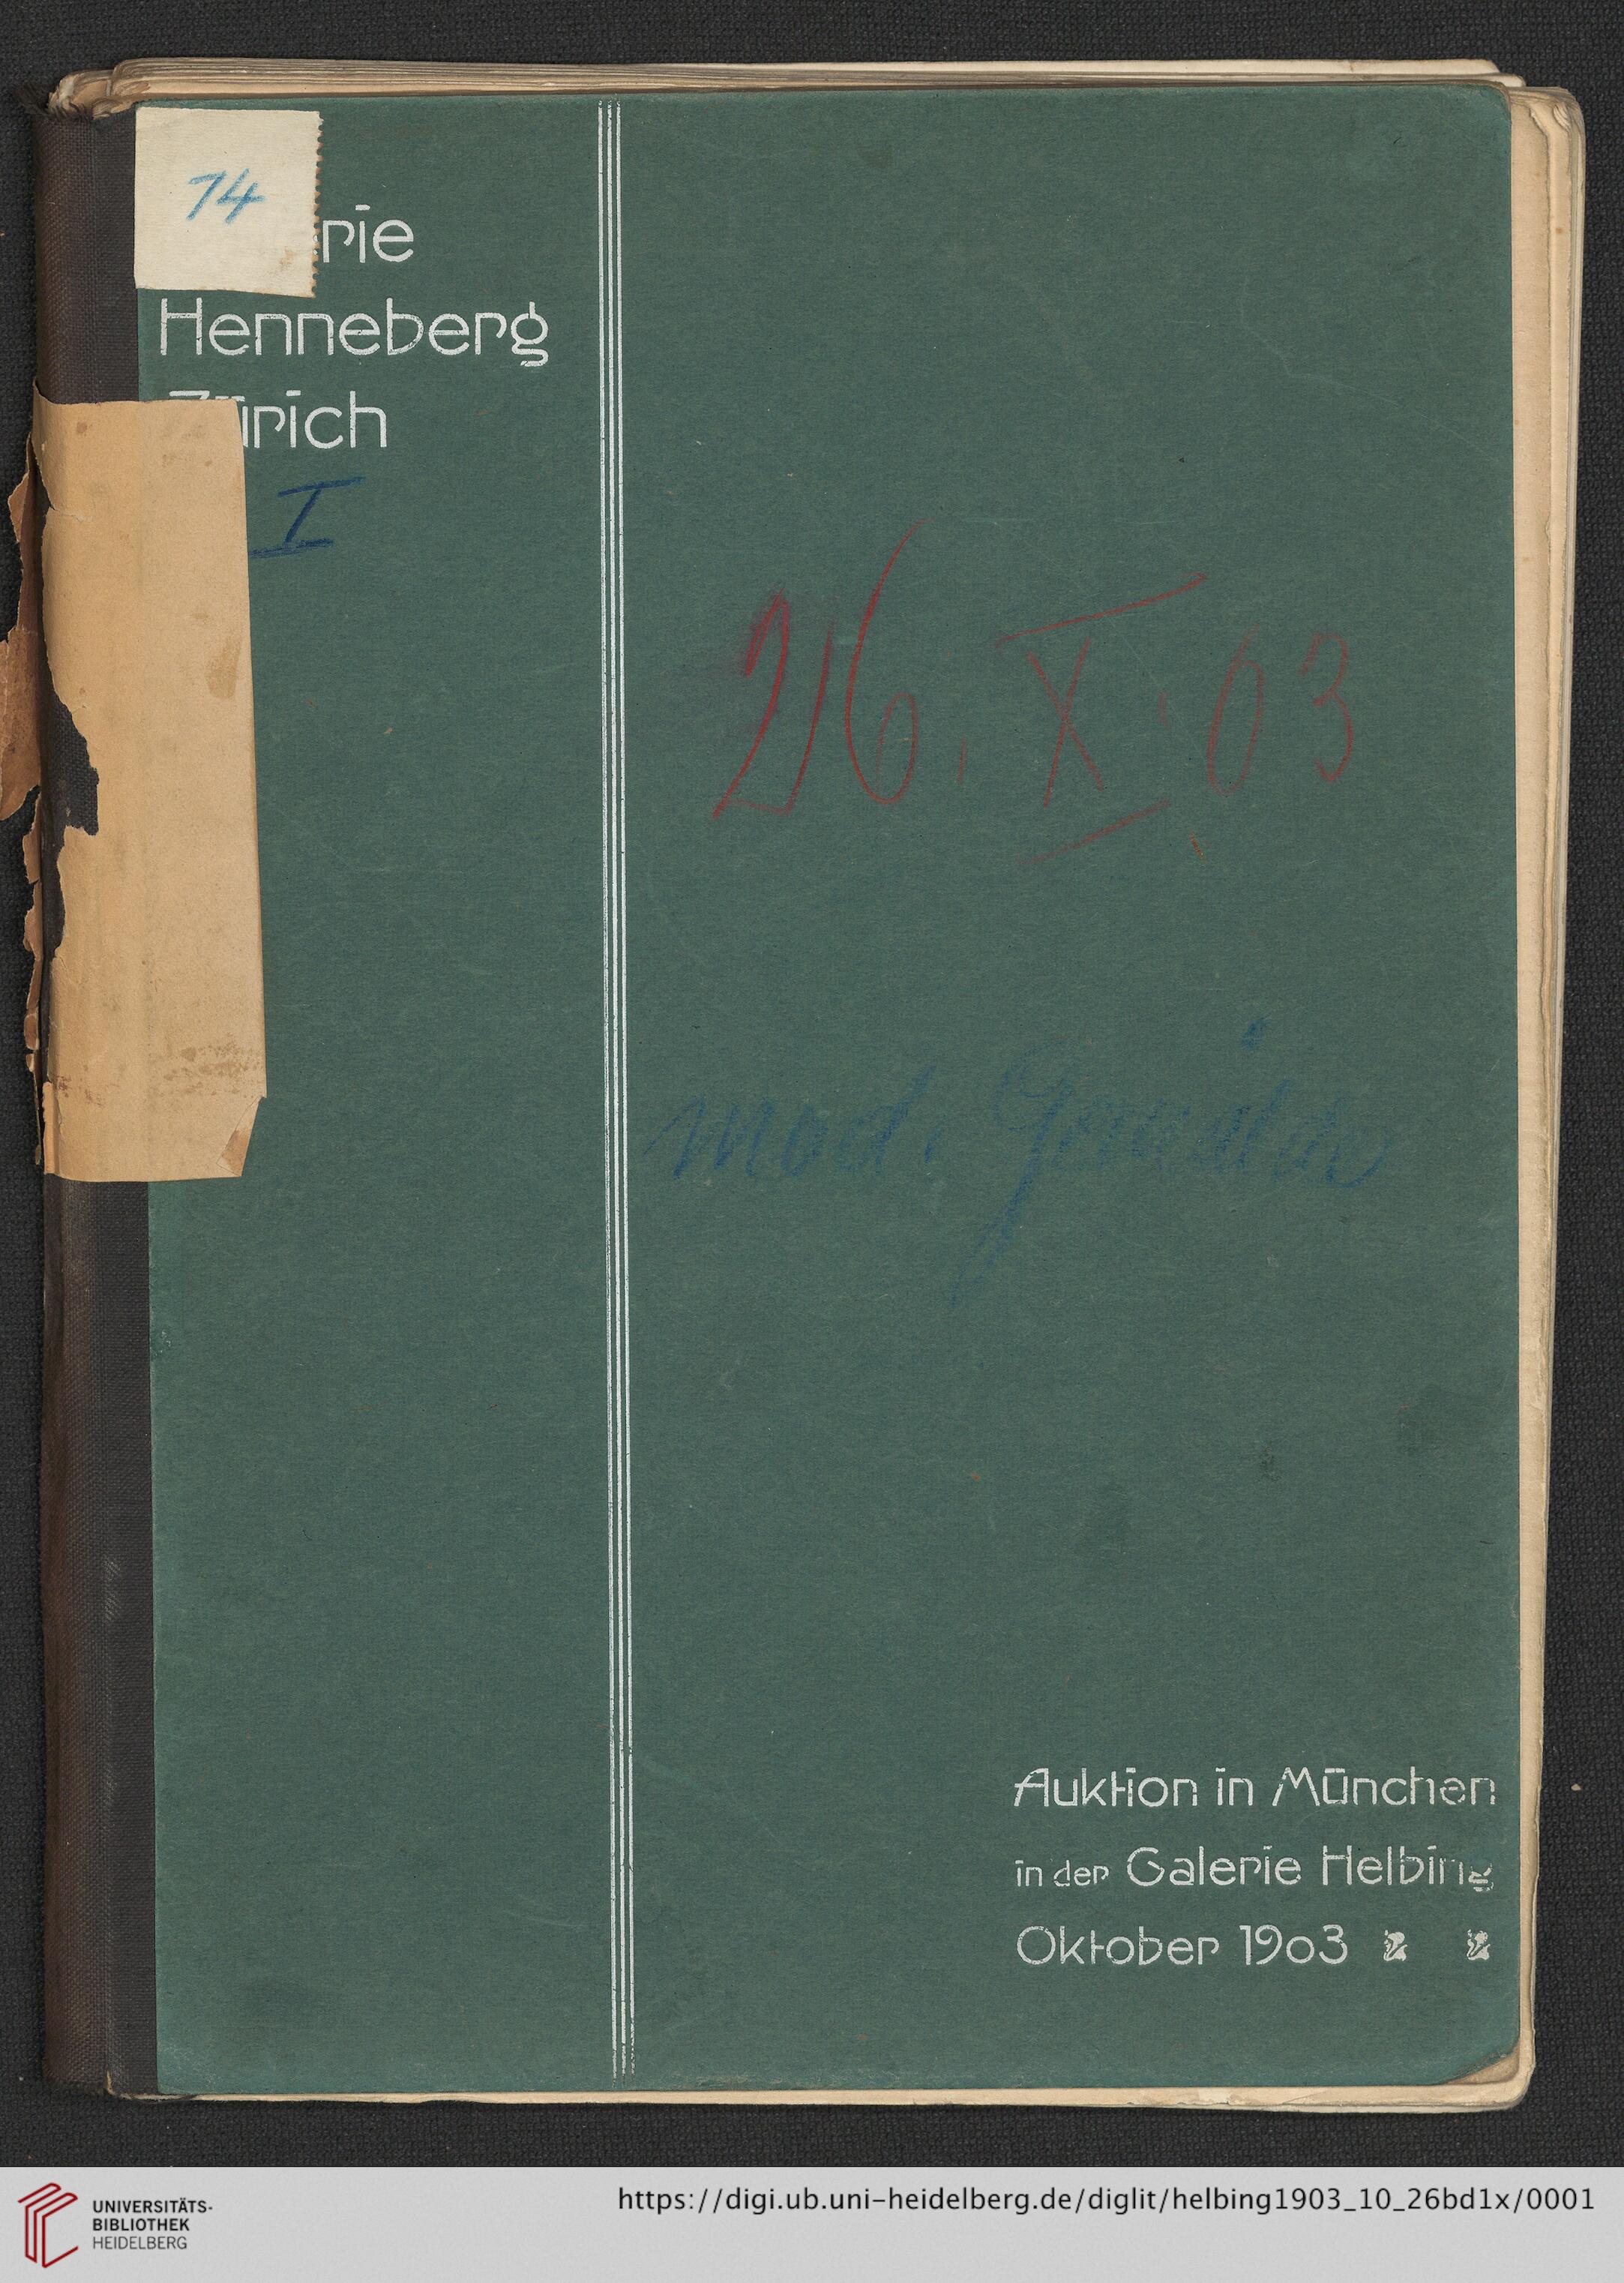 74
rie
Henneberg
Zürich
I
26. X. 03
mod. Gemälde
Auktion in München
in der Galerie Helbing
Oktober 1903
UNIVERSITÄTS-
BIBLIOTHEK
HEIDELBERG
https://digi.ub.uni-heidelberg.de/diglit/helbing1903_10_26bd1x/0001